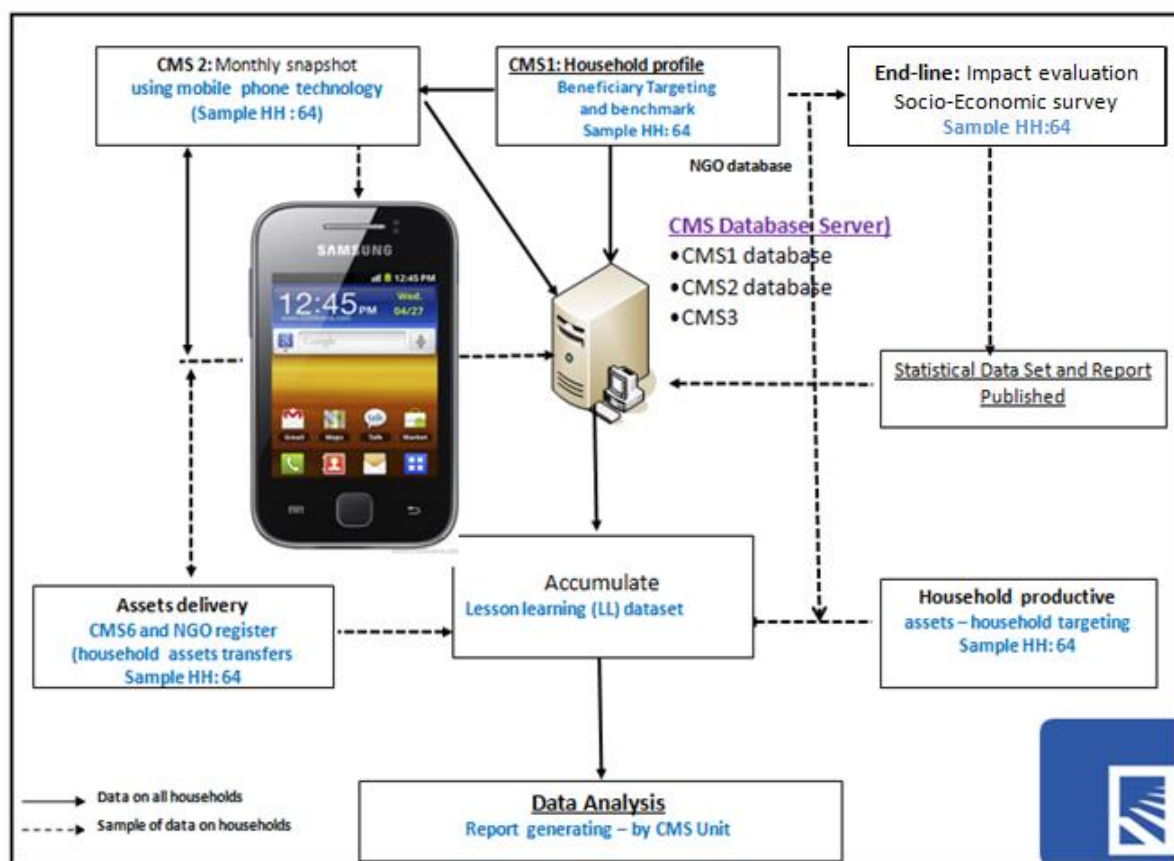 CMS 2: Monthly snapshot
using mobile phone technology
(Sample HH : 64)
CMS1: Household profile
Beneficiary Targeting
and benchmark
Sample HH: 64
End-line: Impact evaluation
Socio-Economic survey
Sample HH:64
NGO database
CMS Database Server)
•CMS1 database
•CMS2 database
•CMS3
SAMSUNG
12:45 PM
12:45 PM
Wed.
04/27
Google
Gmail
Maps
Talk
Market
Statistical Data Set and Report
Published
Assets delivery
CMS6 and NGO register
(household assets transfers
Sample HH: 64
Accumulate
Lesson learning (LL) dataset
Household productive
assets – household targeting
Sample HH: 64
Data on all households
Sample of data on households
Data Analysis
Report generating – by CMS Unit